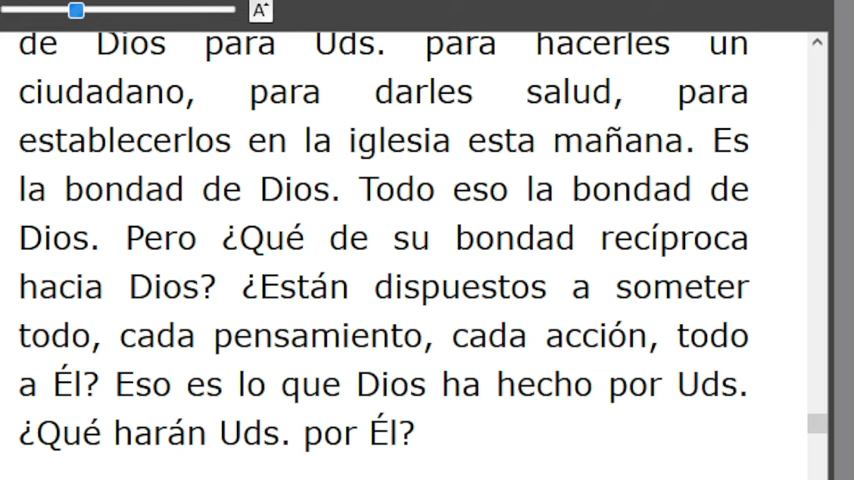 A
de Dios para Uds. para hacerles un
ciudadano, para darles salud, para
establecerlos en la iglesia esta mañana. Es
la bondad de Dios. Todo eso la bondad de
Dios. Pero ¿Qué de su bondad recíproca
hacia Dios? ¿Están dispuestos a someter
todo, cada pensamiento, cada acción, todo
a Él? Eso es lo que Dios ha hecho por Uds.
¿Qué harán Uds. por Él?